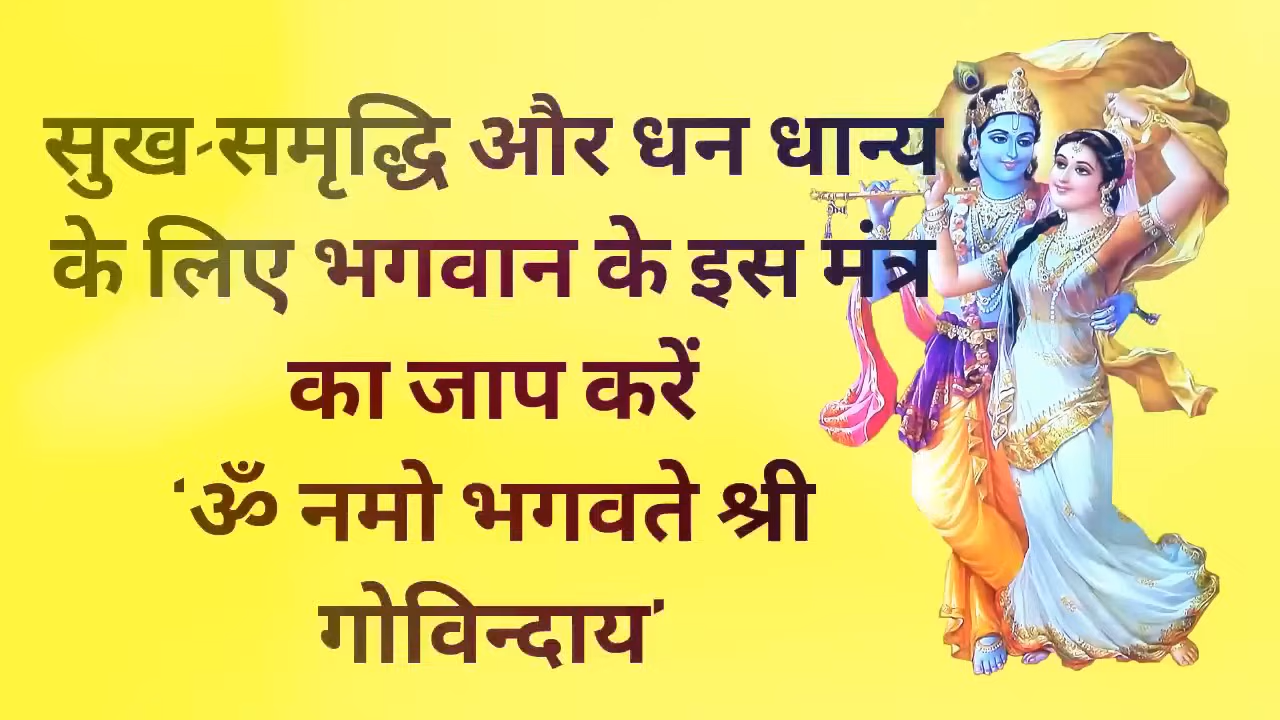 सुख-समृद्धि और धन धान्य
के लिए भगवान के इस मंत्र
का जाप करें
'ॐ नमो भगवते श्री
गोविन्दाय'